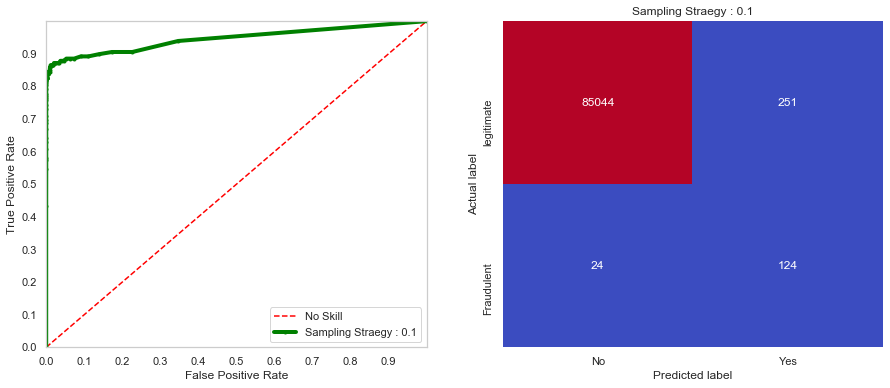 0.9
0.8
0.7
0.6
0.5
0.4
0.3
0.2
0.1
0.0
True Positive Rate
0.0 0.1 0.2 0.3 0.4 0.5 0.6 0.7 0.8 0.9
False Positive Rate
No Skill
Sampling Straegy : 0.1
Sampling Straegy : 0.1
Actual label
legitimate
Fraudulent
85044 251
24 124
No Yes
Predicted label